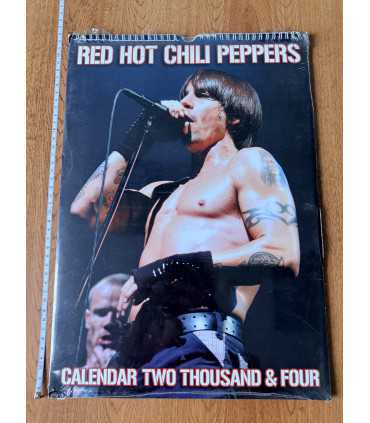 RED HOT CHILI PEPPERS
CALENDAR TWO THOUSAND & FOUR